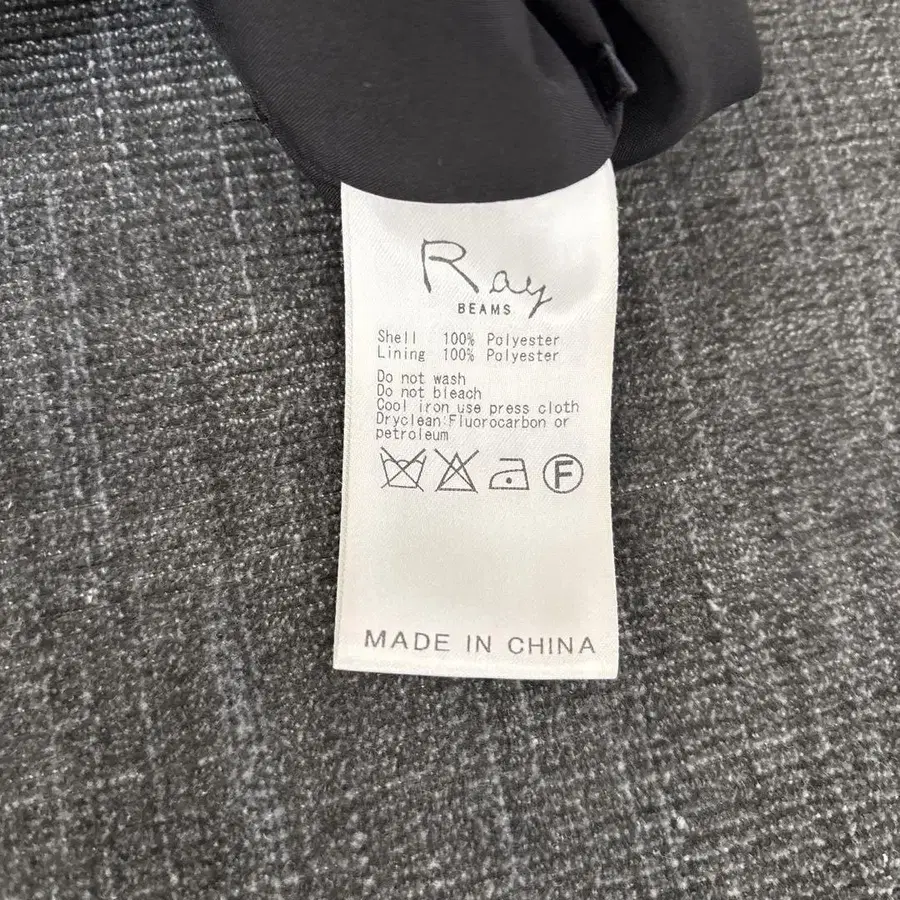 Ray
BEAMS
Shell 100% Polyester
Lining 100% Polyester
Do not wash
Do not bleach
Cool iron use press cloth
Dryclean:Fluorocarbon or
petroleum
F
MADE IN CHINA